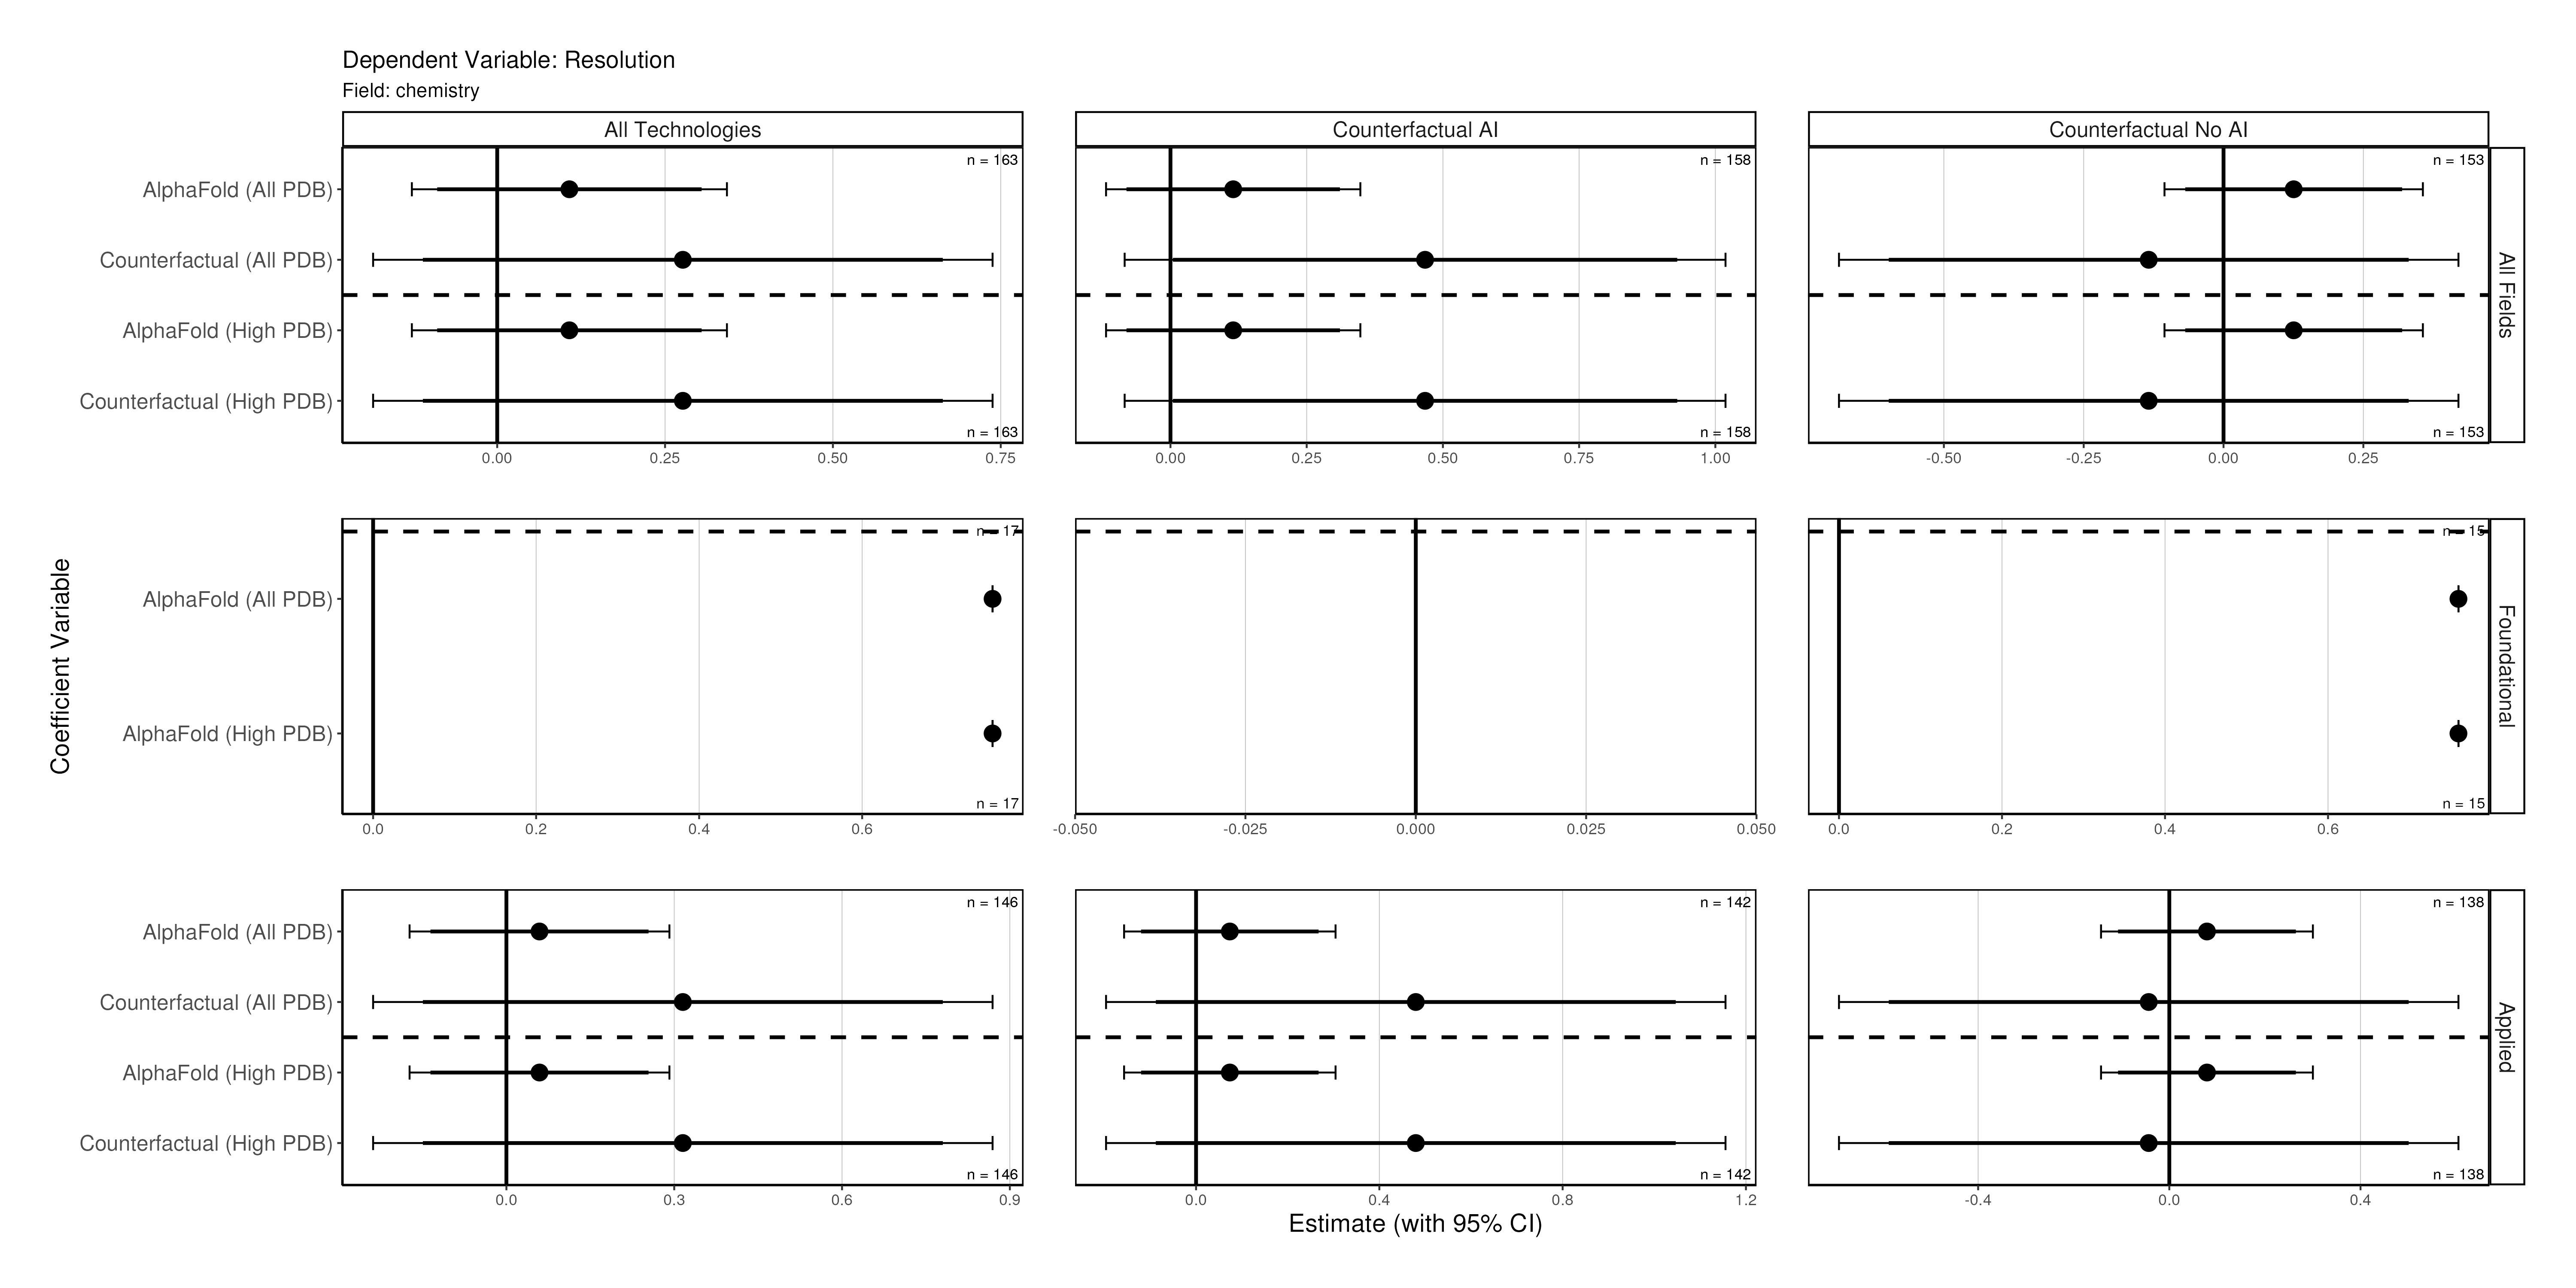 Dependent Variable: Resolution
Field: chemistry
All Technologies
Counterfactual AI
Counterfactual No AI
n = 163
n = 158
n = 153
AlphaFold (All PDB)
Counterfactual (All PDB)
AlphaFold (High PDB)
Counterfactual (High PDB)
All Fields
n = 163
n = 158
n = 153
0.00 0.25 0.50 0.75
0.00 0.25 0.50 0.75 1.00
-0.50 -0.25 0.00 0.25
n = 17
n = 15
Coefficient Variable
AlphaFold (All PDB)
AlphaFold (High PDB)
Foundational
n = 17
n = 15
0.0 0.2 0.4 0.6
-0.050 -0.025 0.000 0.025 0.050
0.0 0.2 0.4 0.6
n = 146
n = 142
n = 138
AlphaFold (All PDB)
Counterfactual (All PDB)
AlphaFold (High PDB)
Counterfactual (High PDB)
Applied
n = 146
n = 142
n = 138
0.0 0.3 0.6 0.9
0.0 0.4 0.8 1.2
-0.4 0.0 0.4
Estimate (with 95% CI)